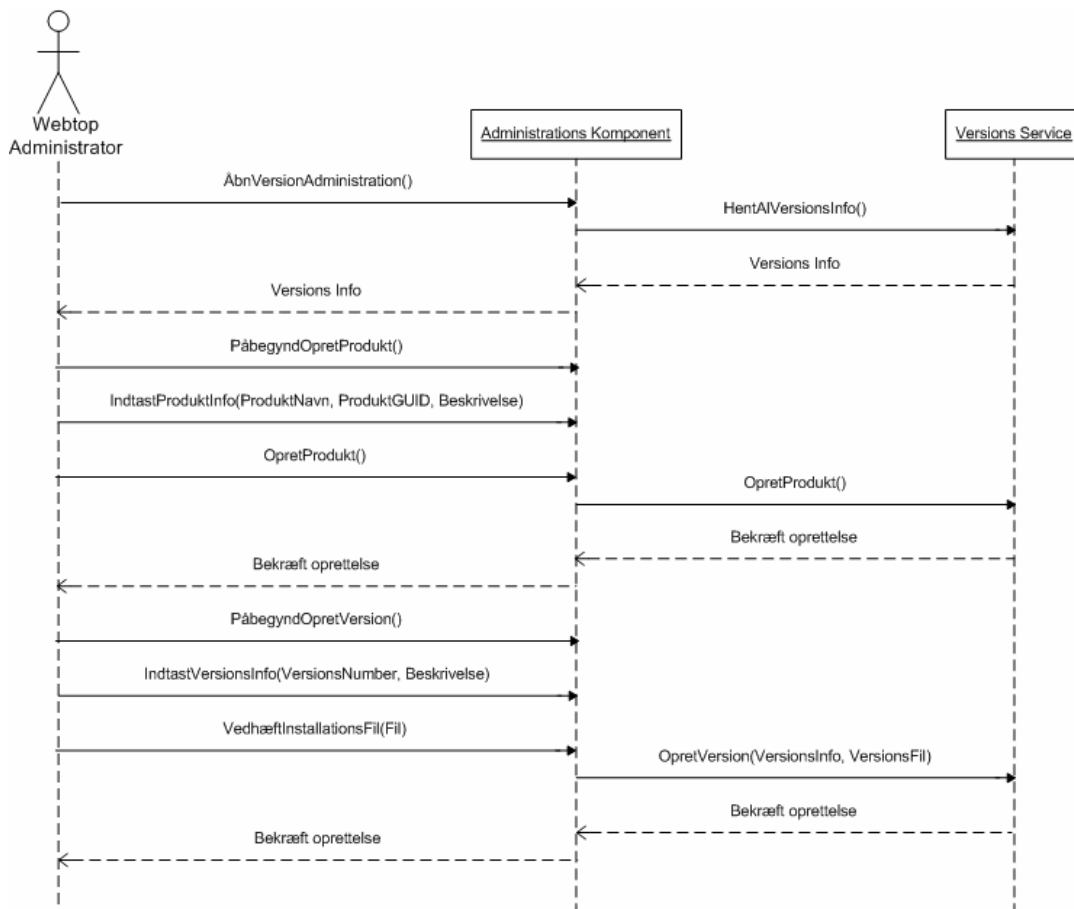 Webtop
Administrator
Administrations Komponent
Versions Service
ÅbnVersionAdministration()
HentAlVersionsInfo()
Versions Info
Versions Info
PåbegyndOpretProdukt()
IndtastProduktInfo(ProduktNavn, ProduktGUID, Beskrivelse)
OpretProdukt()
OpretProdukt()
Bekræft oprettelse
Bekræft oprettelse
PåbegyndOpretVersion()
IndtastVersionsInfo(VersionsNumber, Beskrivelse)
VedhæftInstallationsFil(Fil)
OpretVersion(VersionsInfo, VersionsFil)
Bekræft oprettelse
Bekræft oprettelse